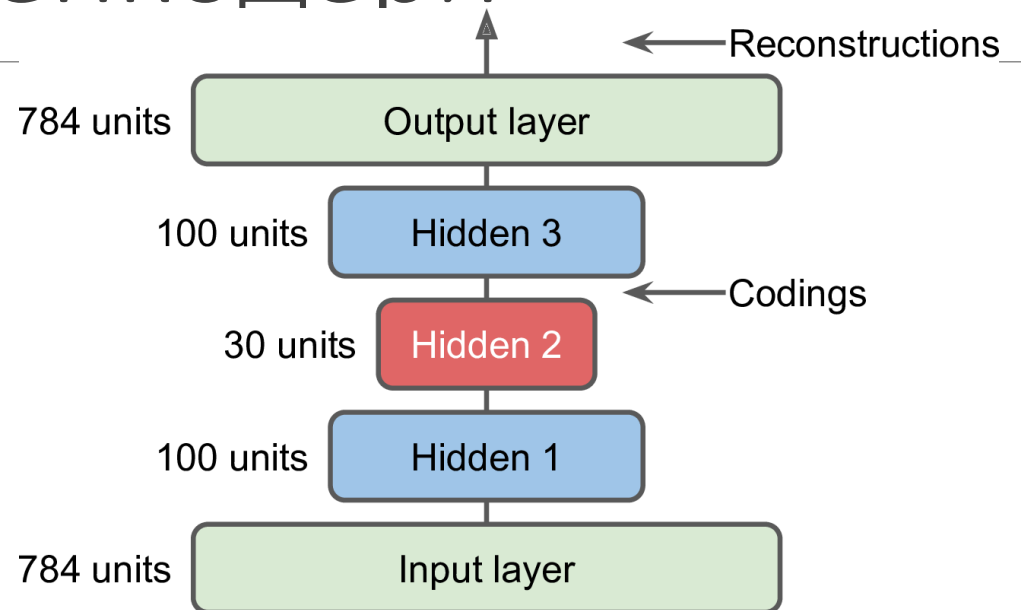 Reconstructions
784 units
Output layer
100 units
Hidden 3
Codings
30 units
Hidden 2
100 units
Hidden 1
784 units
Input layer